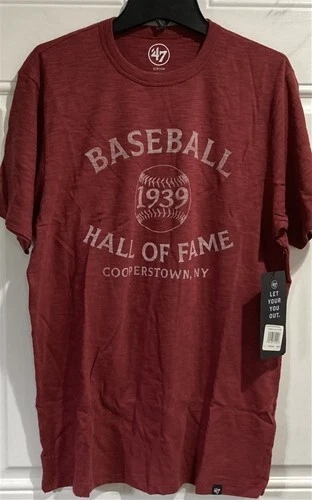 '47
BASEBALL
1939
HALL OF FAME
COOPERSTOWN, NY
'47
LET
YOUR
YOU
OUT.
'47